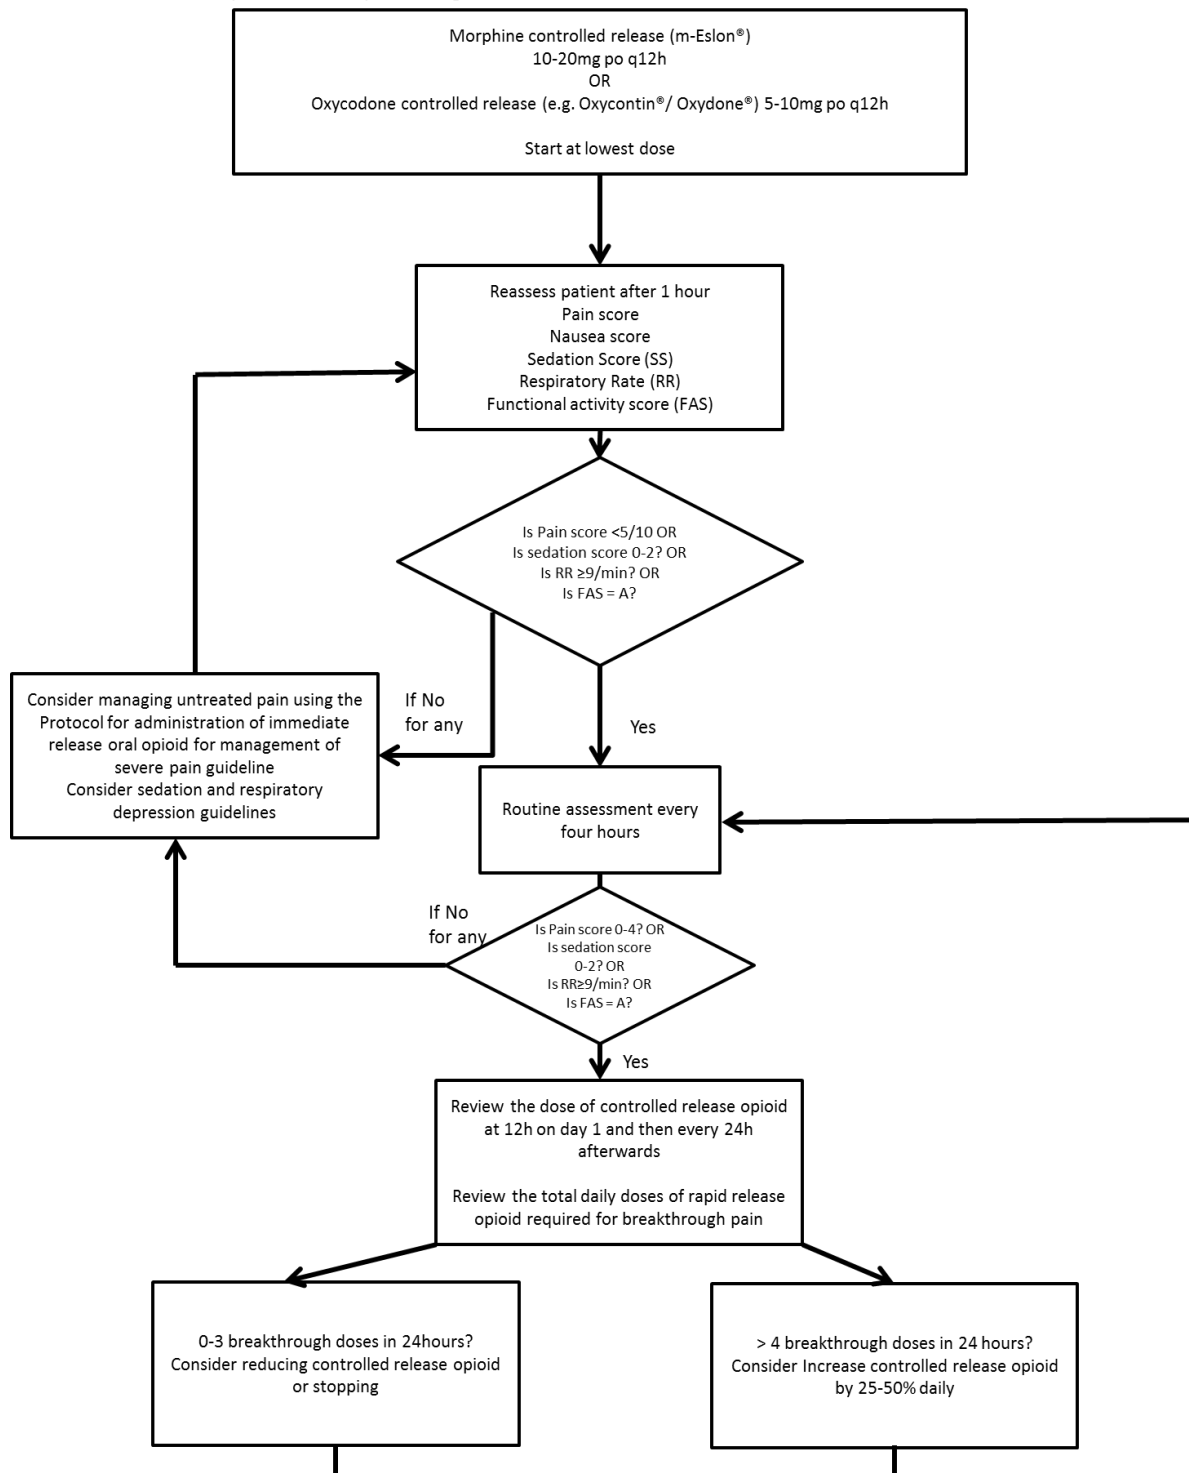 Morphine controlled release (m-Eslon®)
10-20mg po q12h
OR
Oxycodone controlled release (e.g. Oxycontin®/ Oxydone®) 5-10mg po q12h
Start at lowest dose
Reassess patient after 1 hour
Pain score
Nausea score
Sedation Score (SS)
Respiratory Rate (RR)
Functional activity score (FAS)
Is Pain score <5/10 OR
Is sedation score 0-2? OR
Is RR ≥9/min? OR
Is FAS = A?
If No
for any
Yes
Consider managing untreated pain using the
Protocol for administration of immediate
release oral opioid for management of
severe pain guideline
Consider sedation and respiratory
depression guidelines
Routine assessment every
four hours
If No
for any
Is Pain score 0-4? OR
Is sedation score
0-2? OR
Is RR≥9/min? OR
Is FAS = A?
Yes
Review the dose of controlled release opioid
at 12h on day 1 and then every 24h
afterwards
Review the total daily doses of rapid release
opioid required for breakthrough pain
0-3 breakthrough doses in 24hours?
Consider reducing controlled release opioid
or stopping
> 4 breakthrough doses in 24 hours?
Consider Increase controlled release opioid
by 25-50% daily